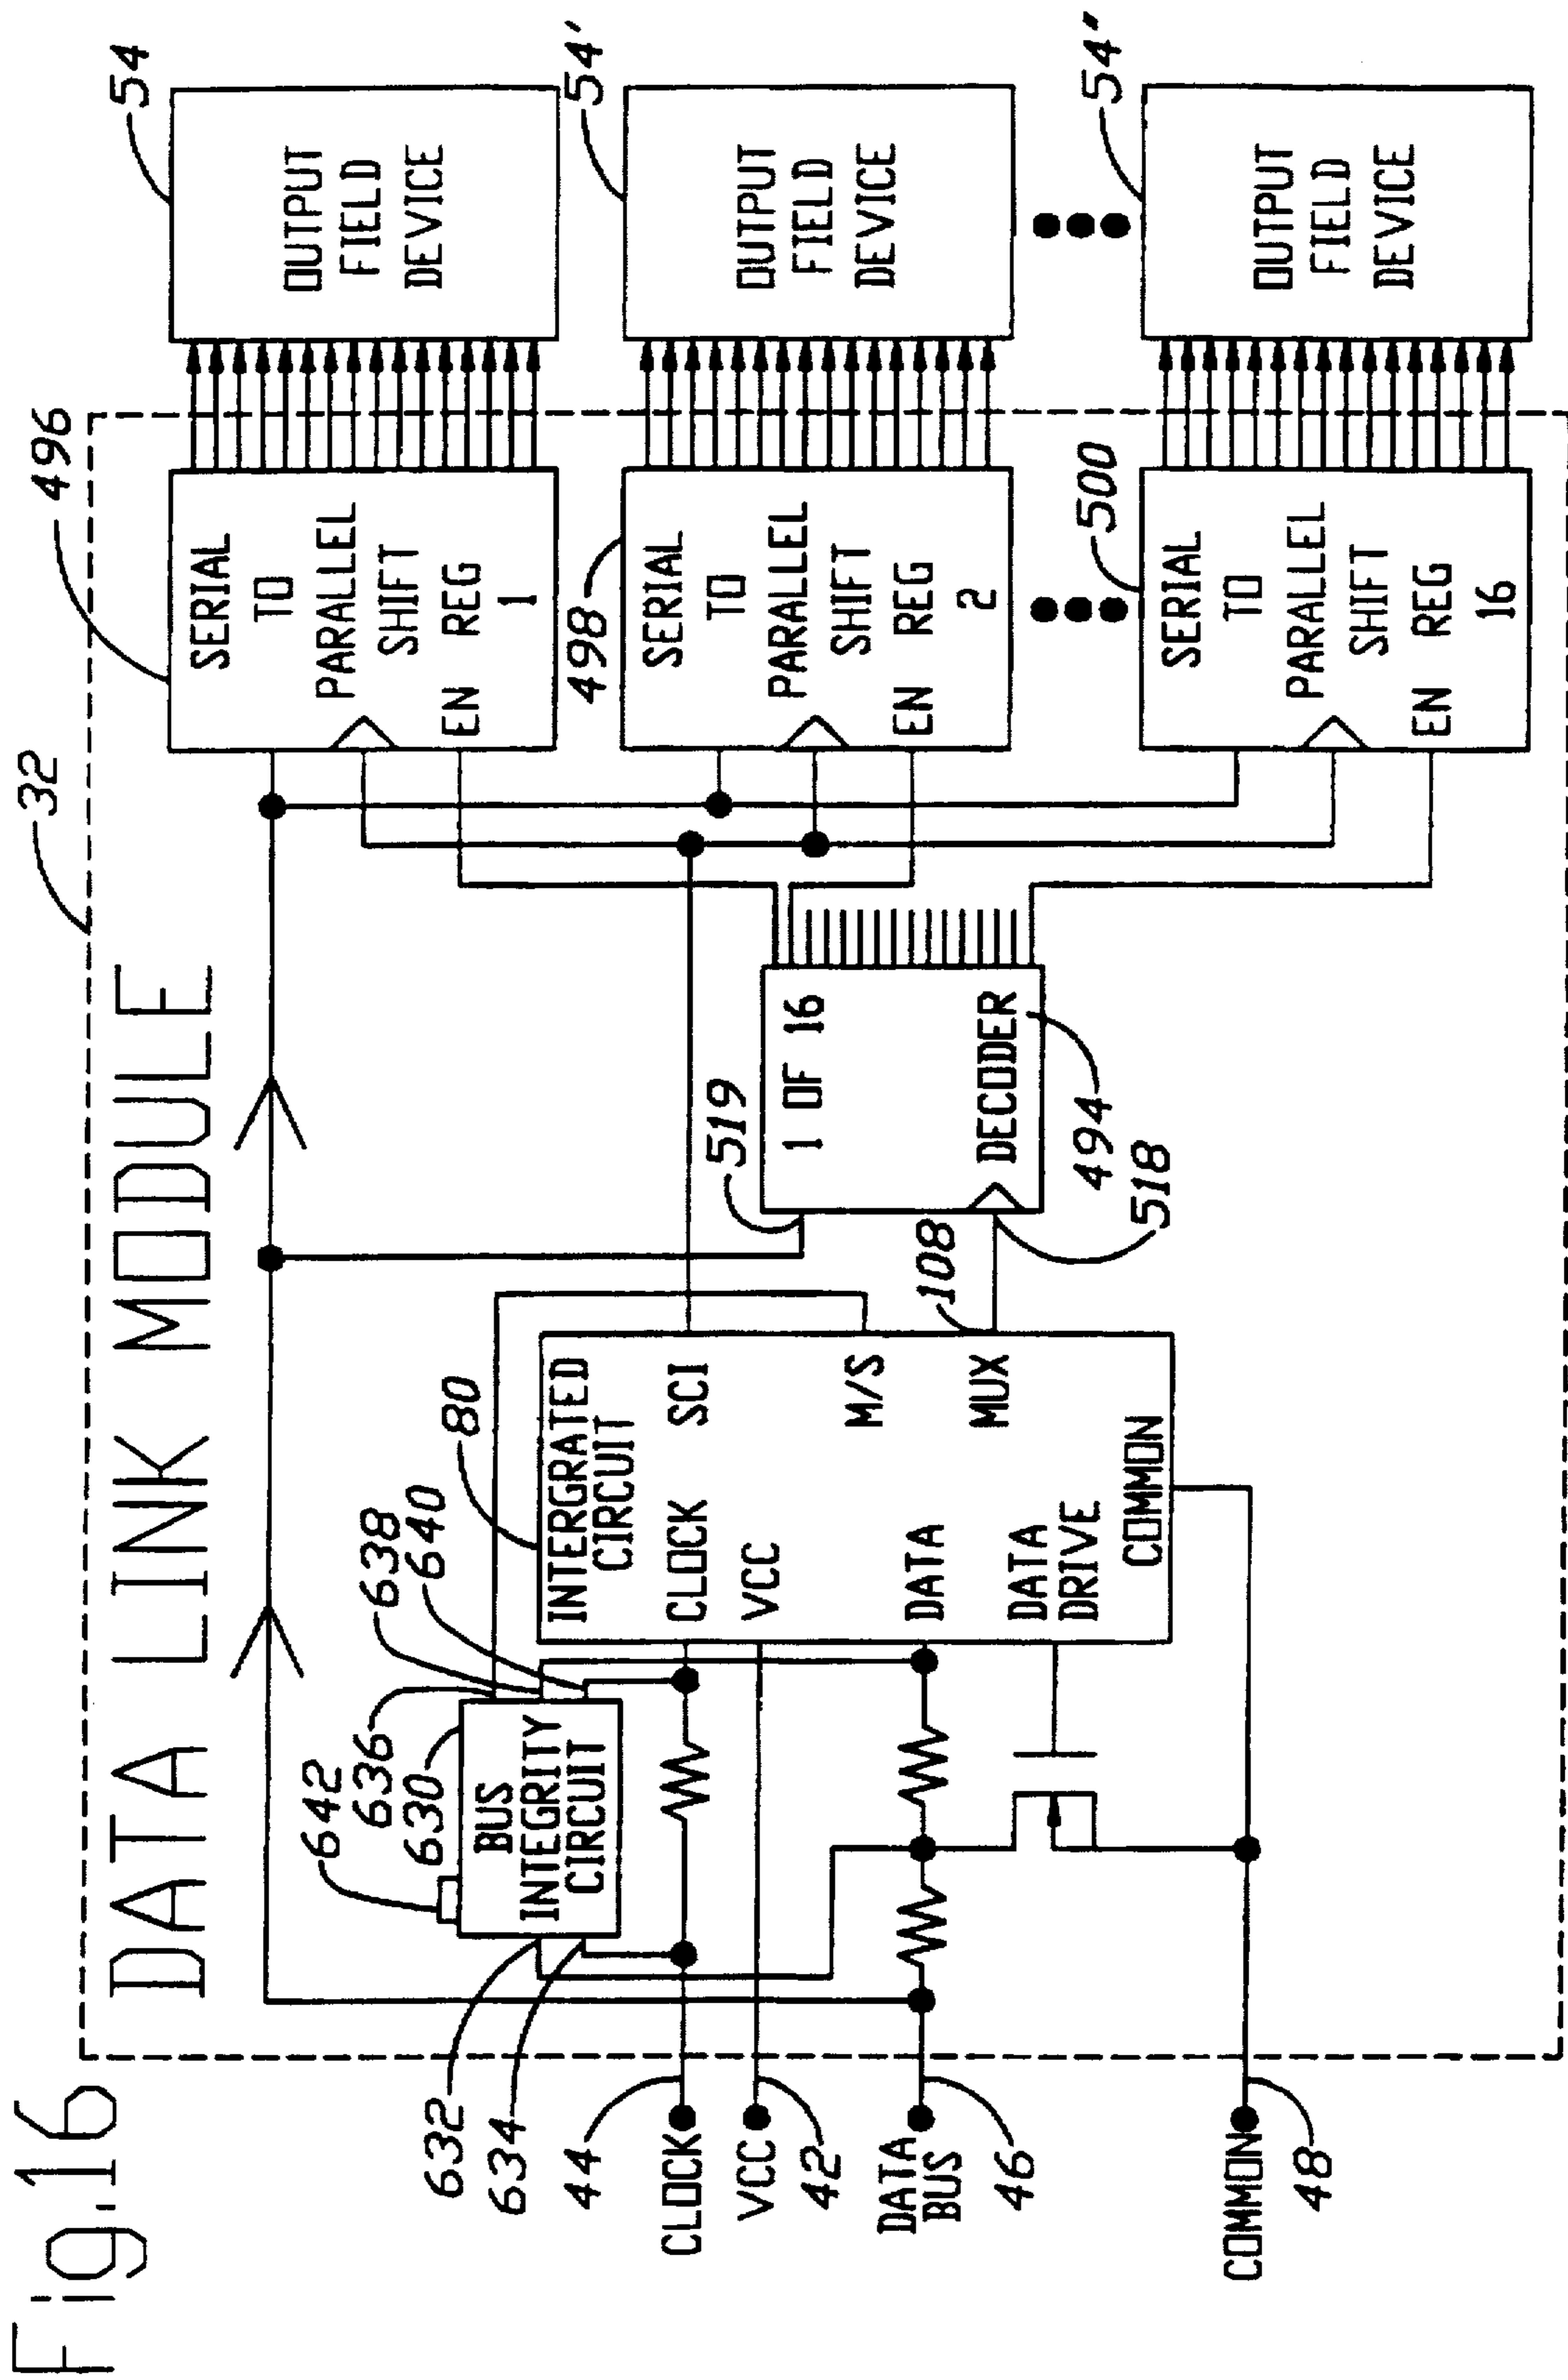 Fig.16
DATA LINK MODULE
32
496
54
SERIAL
TO
PARALLEL
SHIFT
EN REG
1
OUTPUT
FIELD
DEVICE
498
54'
SERIAL
TO
PARALLEL
SHIFT
EN REG
2
OUTPUT
FIELD
DEVICE
500
54"
SERIAL
TO
PARALLEL
SHIFT
EN REG
16
OUTPUT
FIELD
DEVICE
642
636
630
638
640
80
BUS
INTEGRITY
CIRCUIT
632
634
INTERGRATED
CIRCUIT
CLOCK SCI
VCC
M/S
DATA
MUX
DATA
DRIVE
COMMON
519
108
1 OF 16
DECODER
494
518
44
CLOCK
VCC
42
DATA
BUS
46
COMMON
48